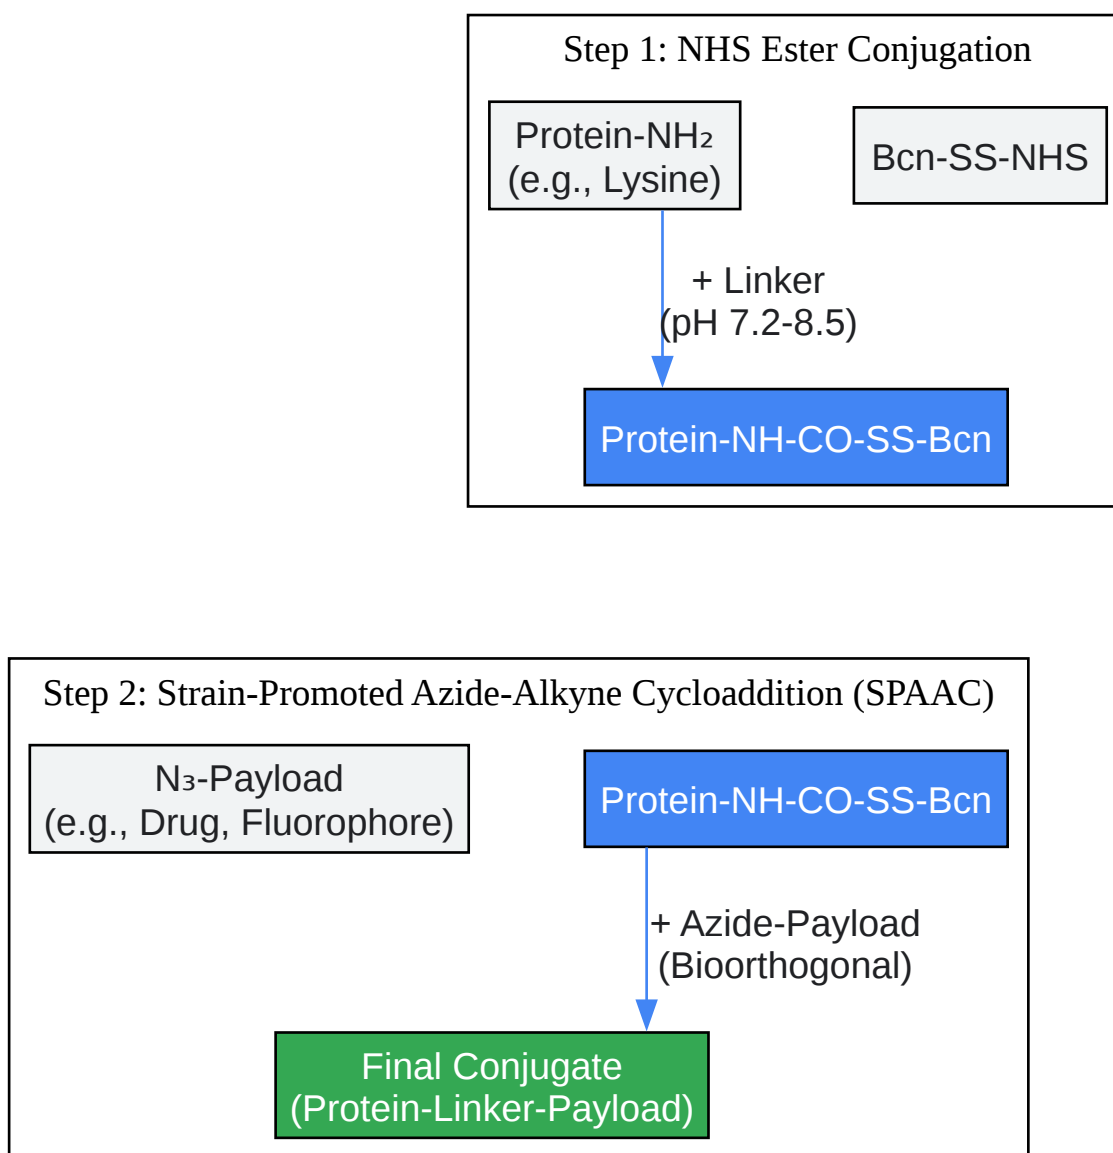 Step 1: NHS Ester Conjugation
Protein-NH₂
(e.g., Lysine)
Bcn-SS-NHS
+ Linker
(pH 7.2-8.5)
Protein-NH-CO-SS-Bcn
Step 2: Strain-Promoted Azide-Alkyne Cycloaddition (SPAAC)
N₃-Payload
(e.g., Drug, Fluorophore)
Protein-NH-CO-SS-Bcn
+ Azide-Payload
(Bioorthogonal)
Final Conjugate
(Protein-Linker-Payload)